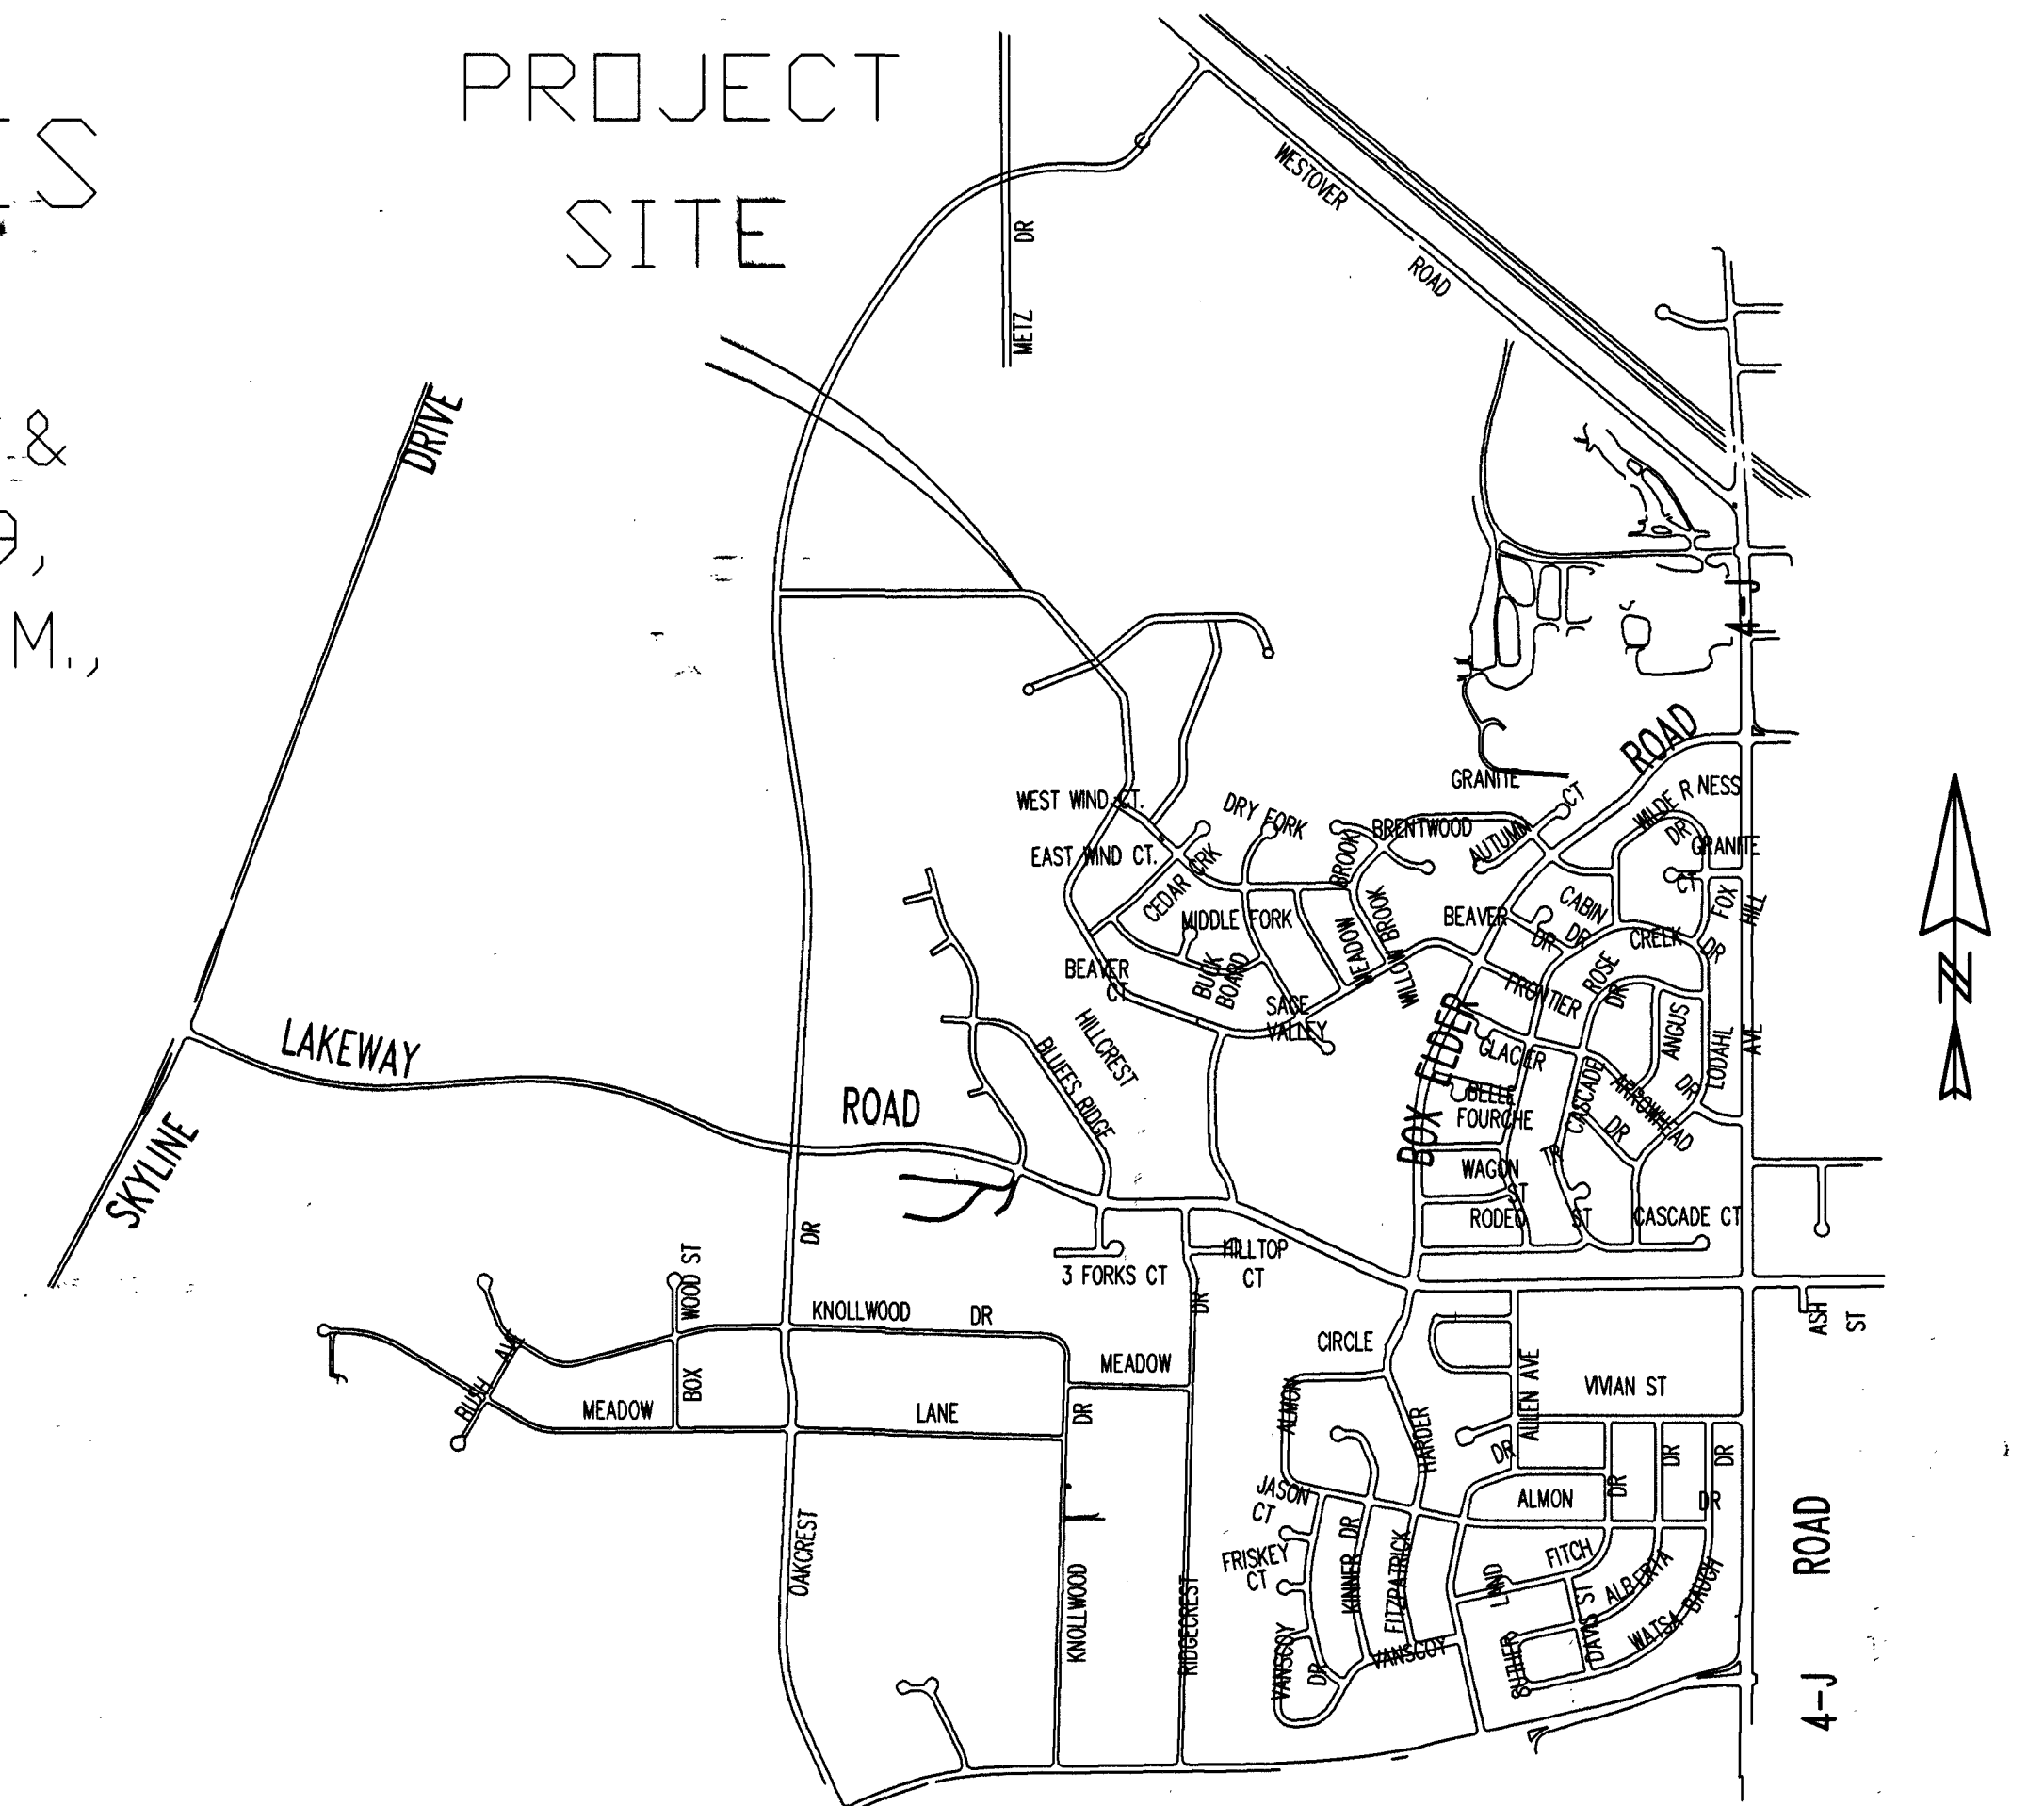 PROJECT
SITE
S
&
M.,
WESTOVER
ROAD
METZ DR
SKYLINE DRIVE
LAKEWAY ROAD
4-J
ROAD
GRANITE
WEST WIND CT.
DRY FORK
BRENTWOOD
AUTUMN CT
WILDERNESS
DR
GRANITE
CT
EAST WIND CT.
CEDAR CRK
BROOK
MIDDLE FORK
MEADOW
WILLOW BROOK
BEAVER
DR
CABIN
DR
CREEK
DR
FOX
HILL
BEAVER
CT
BUCK
BOARD
SAGE
VALLEY
FRONTIER
ROSE
DR
ANGUS
DR
LODAHL
AVE
HILLCREST
BLUFFS RIDGE
BOX ELDER
GLACIER
BELLE
FOURCHE
CASCADE
ARROWHEAD
DR
TR
WAGON
ST
RODEO ST
CASCADE CT
DR
3 FORKS CT
HILLTOP
CT
WOOD ST
BOX
KNOLLWOOD DR
DR
MEADOW
BUSH AVE
MEADOW LANE
DR
CIRCLE
ALMON
HARDER
ALLEN AVE
VIVIAN ST
ASH
ST
DR
DR
DR
DR
DR
ALMON
JASON
CT
FRISKEY
CT
KINNER DR
FITZPATRICK
VANSCOY
DR
VANSCOY
LAND
SUTHER
FITCH
DAVIS ST
ALBERTA
WATSABAUGH
OAKCREST
KNOLLWOOD
RIDGECREST
4-J ROAD
N